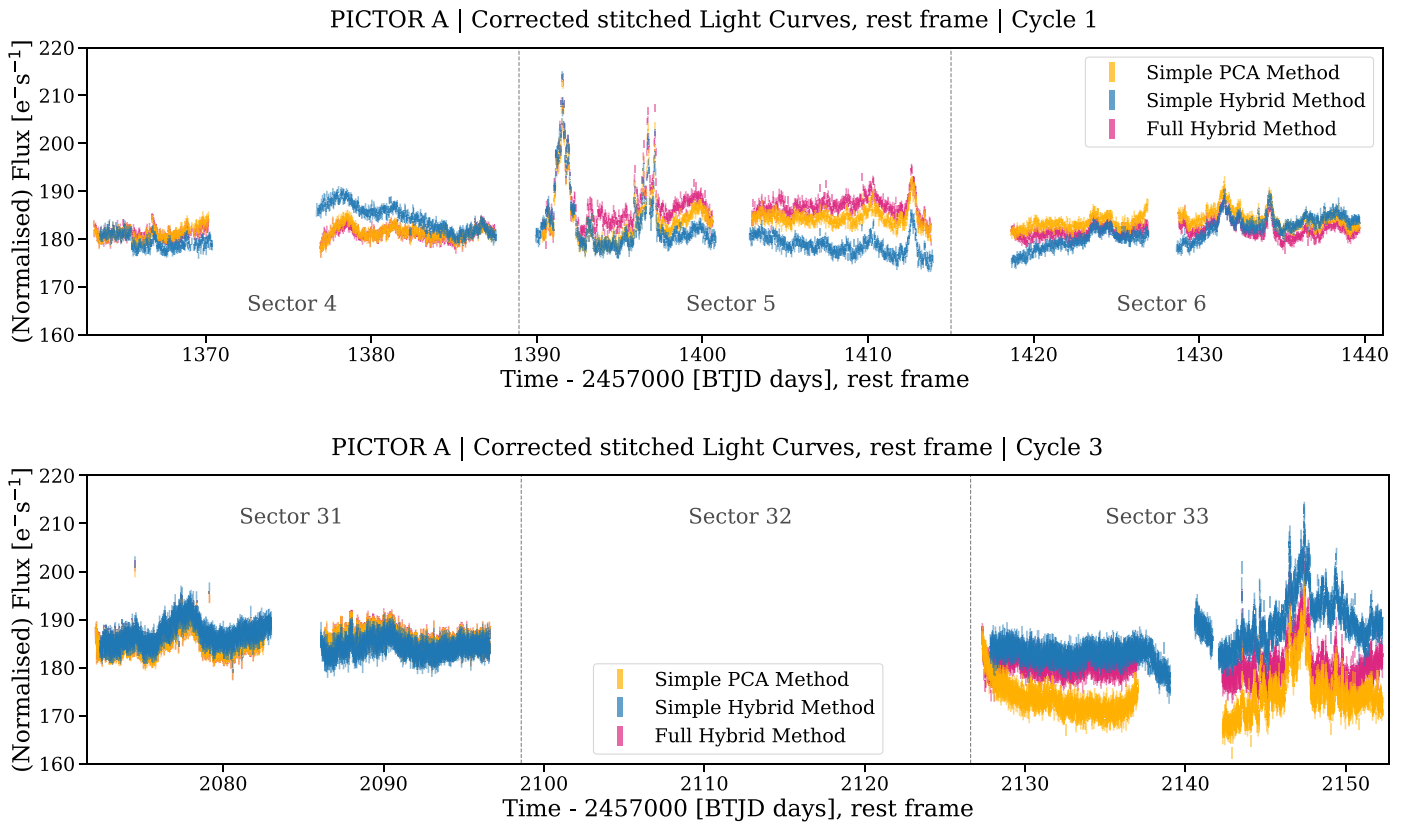 PICTOR A | Corrected stitched Light Curves, rest frame | Cycle 1
(Normalised) Flux [e⁻s⁻¹]
220
210
200
190
180
170
160
Simple PCA Method
Simple Hybrid Method
Full Hybrid Method
Sector 4
Sector 5
Sector 6
1370
1380
1390
1400
1410
1420
1430
1440
Time - 2457000 [BTJD days], rest frame
PICTOR A | Corrected stitched Light Curves, rest frame | Cycle 3
(Normalised) Flux [e⁻s⁻¹]
220
210
200
190
180
170
160
Sector 31
Sector 32
Sector 33
Simple PCA Method
Simple Hybrid Method
Full Hybrid Method
2080
2090
2100
2110
2120
2130
2140
2150
Time - 2457000 [BTJD days], rest frame